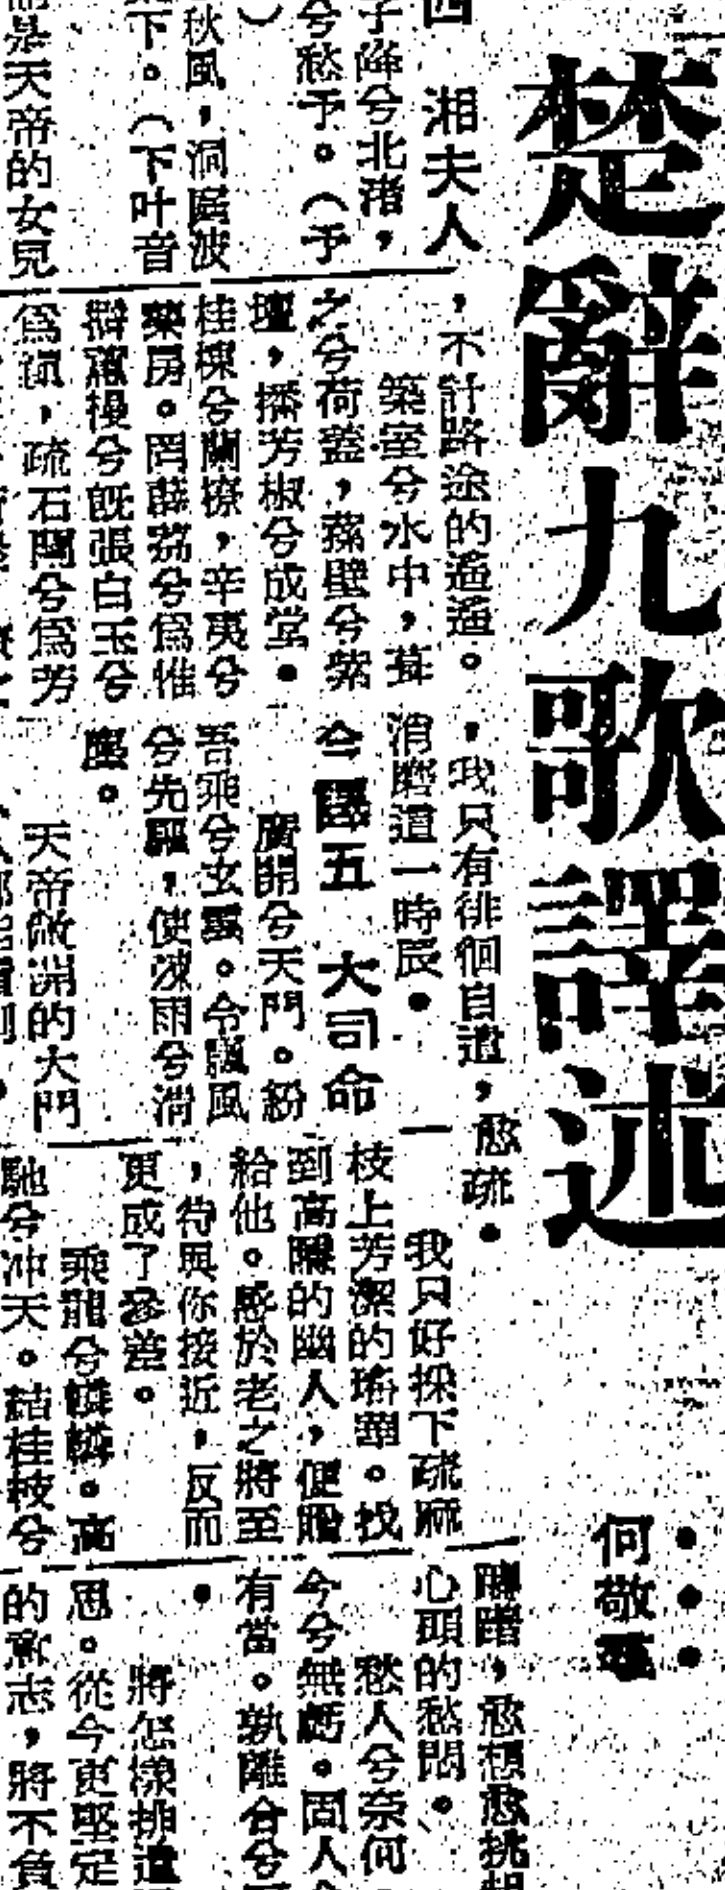 楚辭九歌譯述
何敬
四 湘夫人
子降兮北渚，
兮愁予。（予
）
秋風，洞庭波
下。（下叶音
是天帝的女兒
，不計路途的遙遙。
築室兮水中，葺
之兮荷蓋，蓀壁兮紫
壇，播芳椒兮成堂。
桂棟兮蘭橑，辛夷兮
葯房。罔薜荔兮爲帷
擗蕙櫋兮既張白玉兮
爲鎮，疏石蘭兮爲芳
，我只有徘徊自遣，
消磨這一時辰。
今譯五 大司命
廣開兮天門。紛
吾乘兮玄雲。令飄風
兮先驅，使涷雨兮灑
塵。
天帝敞開的大門
愈疏。
我只好採下疏麻
枝上芳潔的瑤華。找
到高曠的幽人，便贈
給他。感於老之將至
，待與你接近，反而
更成了參差。
乘龍兮轔轔。高
馳兮冲天。結桂枝兮
躊躇，愈想愈挑起
心頭的愁悶。
愁人兮奈何
今兮無虧。固人
有當。孰離合兮
。
將怎樣排遣
思。從今更堅定
的意志，將不負